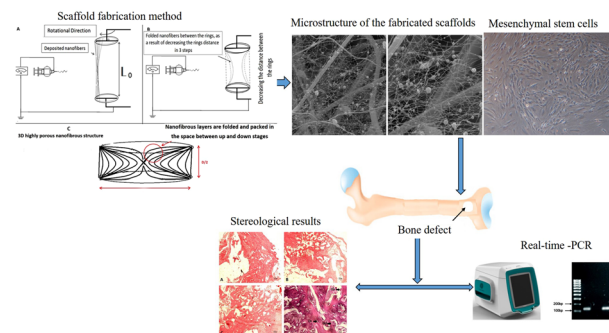 Scaffold fabrication method
A
Rotational Direction
Deposited nanofibers
L0
B
Folded nanofibers between the rings, as
a result of decreasing the rings distance
in 3 steps
Decreasing the distance between
the rings
C
3D highly porous nanofibrous structure
Nanofibrous layers are folded and packed in
the space between up and down stages
Microstructure of the fabricated scaffolds
Mesenchymal stem cells
Bone defect
Stereological results
A
Real-time -PCR
200bp
100bp